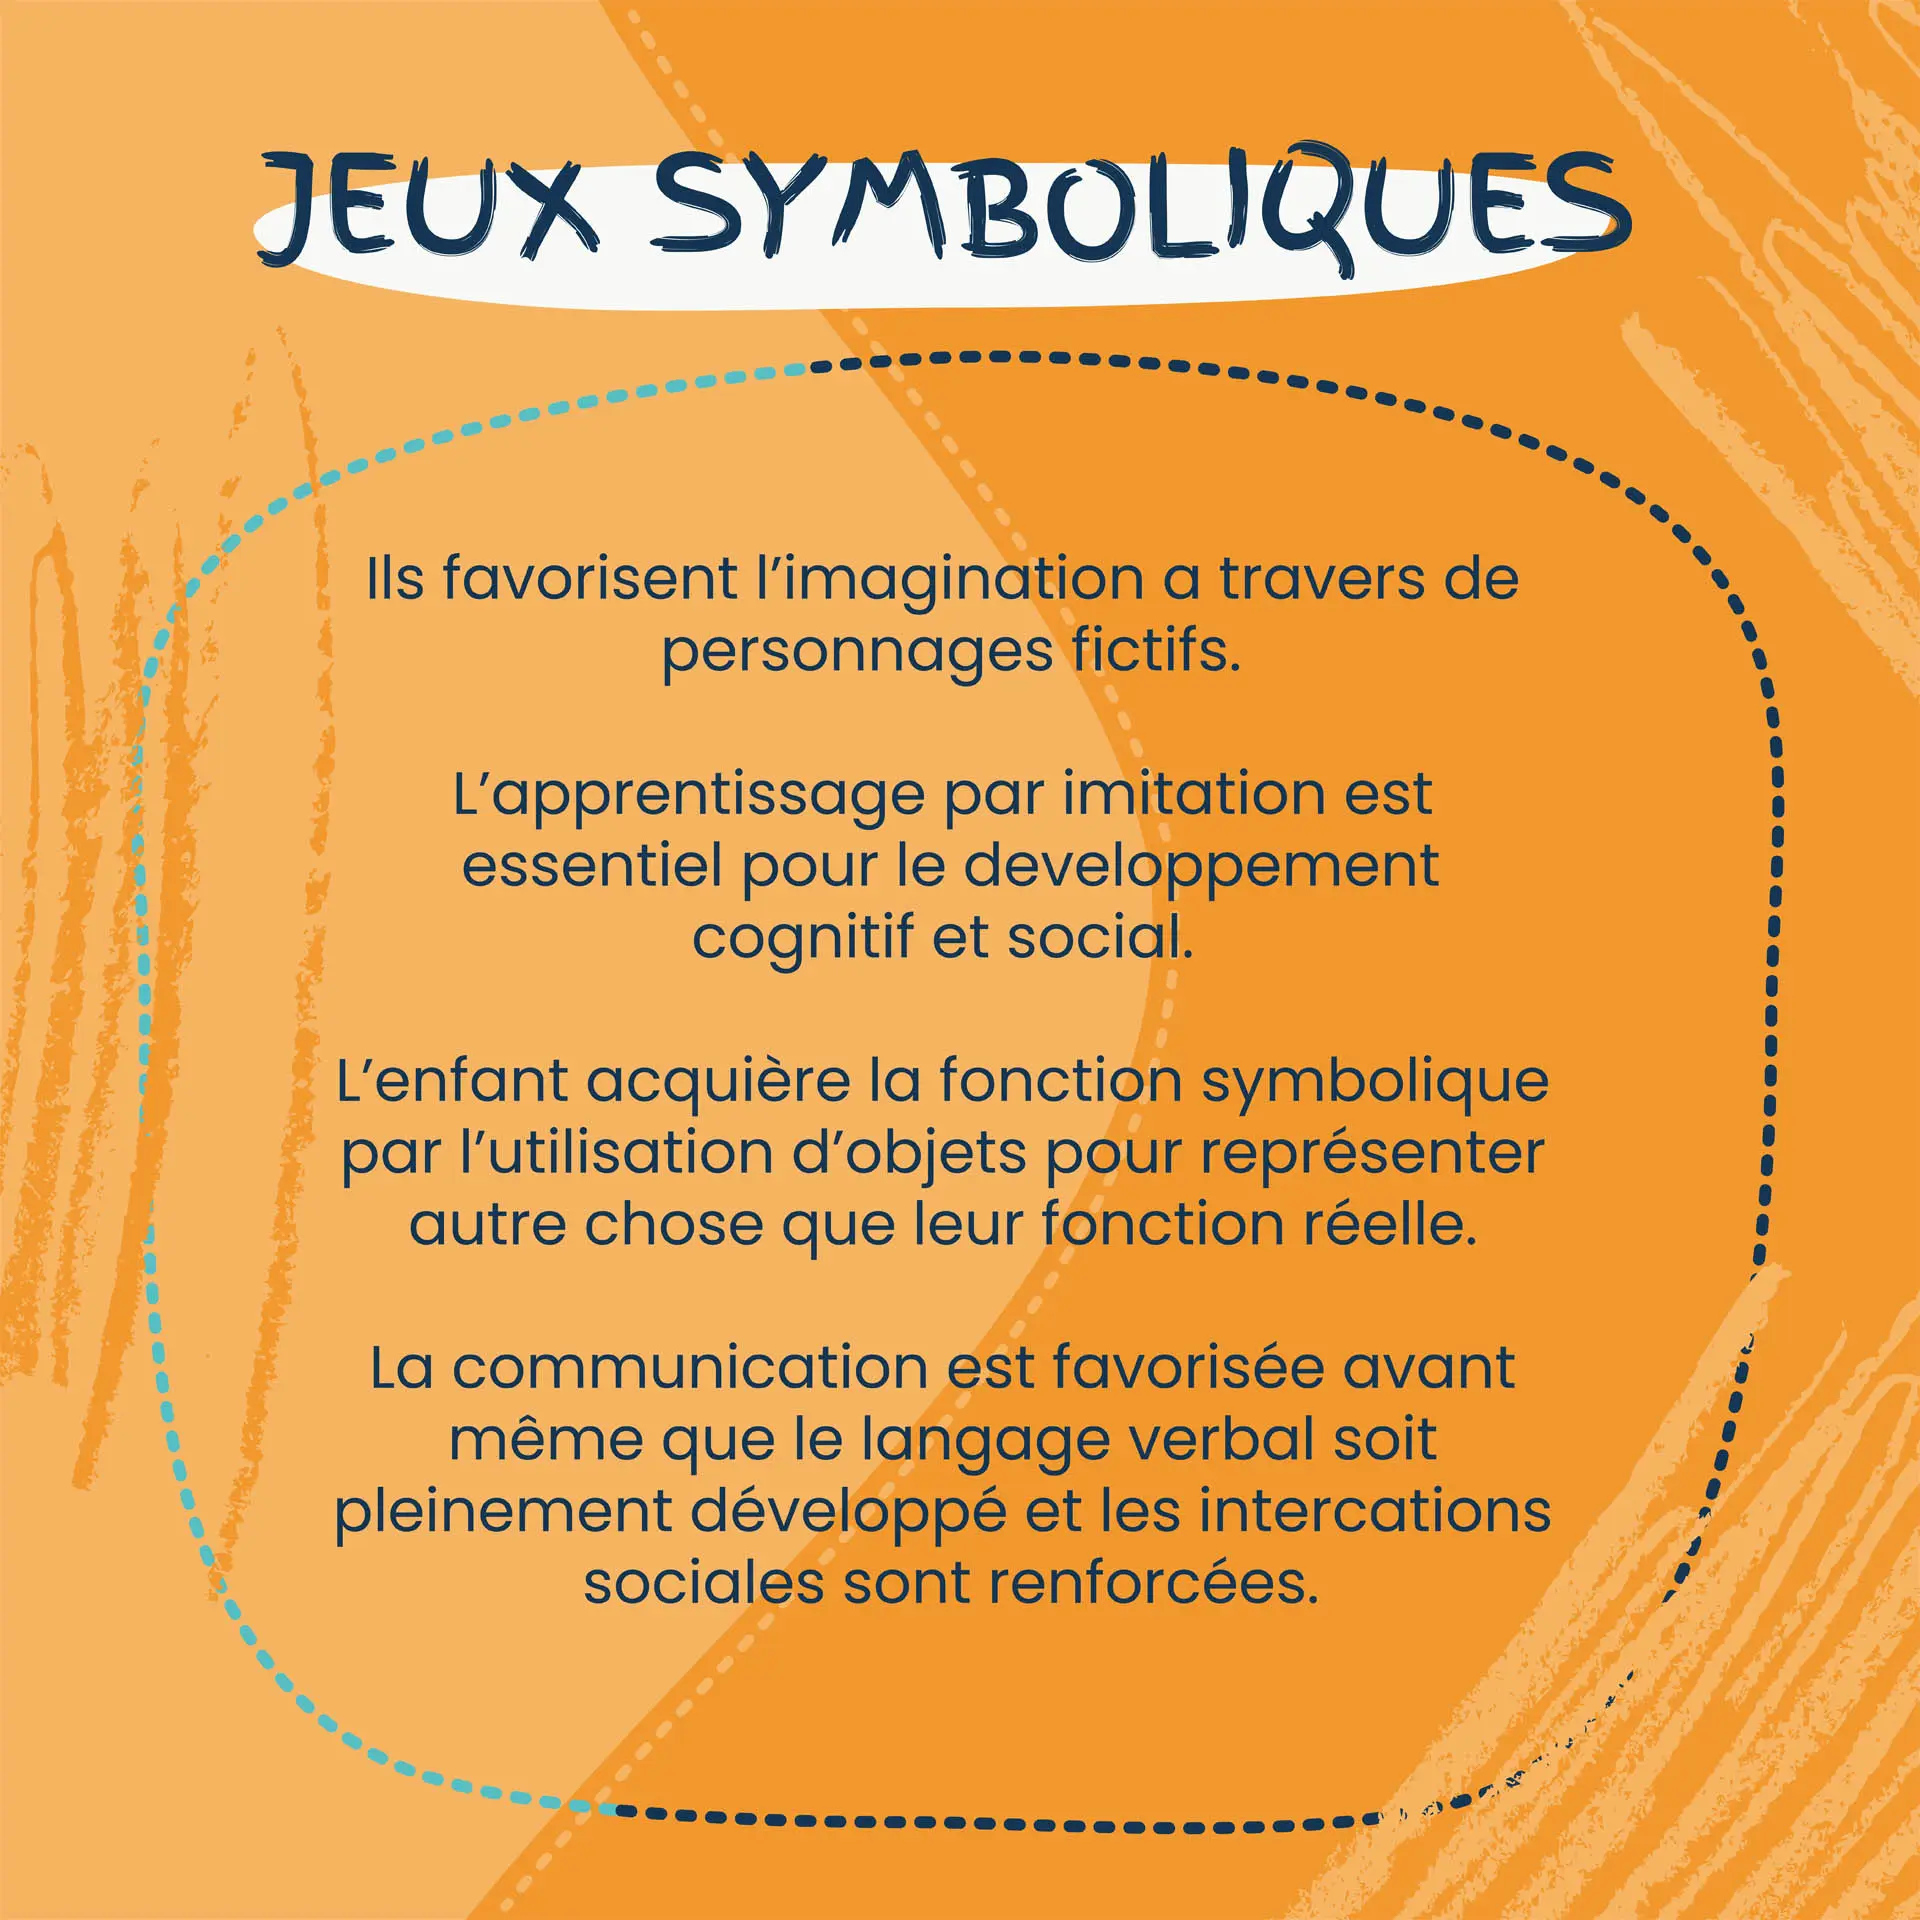 JEUX SYMBOLIQUES
Ils favorisent l’imagination a travers de
personnages fictifs.
L’apprentissage par imitation est
essentiel pour le developpement
cognitif et social.
L’enfant acquière la fonction symbolique
par l’utilisation d’objets pour représenter
autre chose que leur fonction réelle.
La communication est favorisée avant
même que le langage verbal soit
pleinement développé et les intercations
sociales sont renforcées.